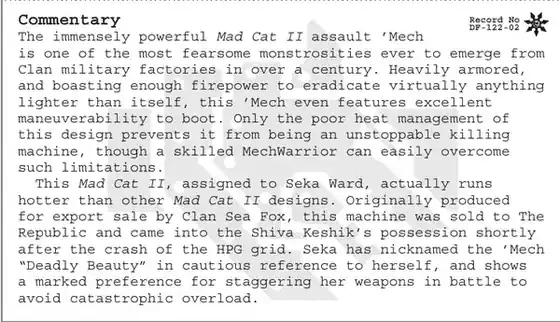 Commentary
Record No
DF-122-02
The immensely powerful Mad Cat II assault ’Mech
is one of the most fearsome monstrosities ever to emerge from
Clan military factories in over a century. Heavily armored,
and boasting enough firepower to eradicate virtually anything
lighter than itself, this ’Mech even features excellent
maneuverability to boot. Only the poor heat management of
this design prevents it from being an unstoppable killing
machine, though a skilled MechWarrior can easily overcome
such limitations.
This Mad Cat II, assigned to Seka Ward, actually runs
hotter than other Mad Cat II designs. Originally produced
for export sale by Clan Sea Fox, this machine was sold to The
Republic and came into the Shiva Keshik’s possession shortly
after the crash of the HPG grid. Seka has nicknamed the ’Mech
“Deadly Beauty” in cautious reference to herself, and shows
a marked preference for staggering her weapons in battle to
avoid catastrophic overload.